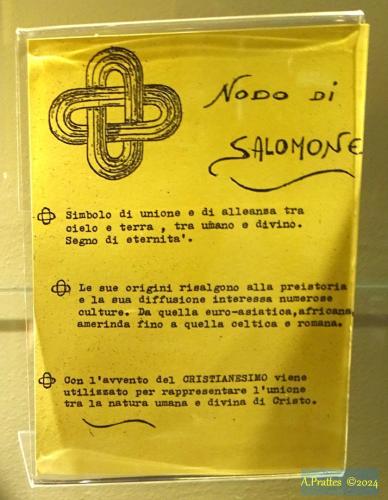 NODO DI
SALOMONE
Simbolo di unione e di alleanza tra
cielo e terra , tra umano e divino.
Segno di eternita'.
Le sue origini risalgono alla preistoria
e la sua diffusione interessa numerose
culture. Da quella euro-asiatica,africana,
amerinda fino a quella celtica e romana.
Con l'avvento del CRISTIANESIMO viene
utilizzato per rappresentare l'unione
tra la natura umana e divina di Cristo.
A.Prattes ©2024